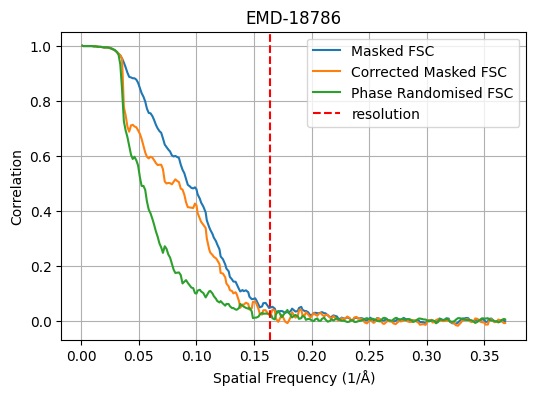 EMD-18786
Masked FSC
Corrected Masked FSC
Phase Randomised FSC
resolution
Correlation
1.0
0.8
0.6
0.4
0.2
0.0
0.00 0.05 0.10 0.15 0.20 0.25 0.30 0.35
Spatial Frequency (1/Å)